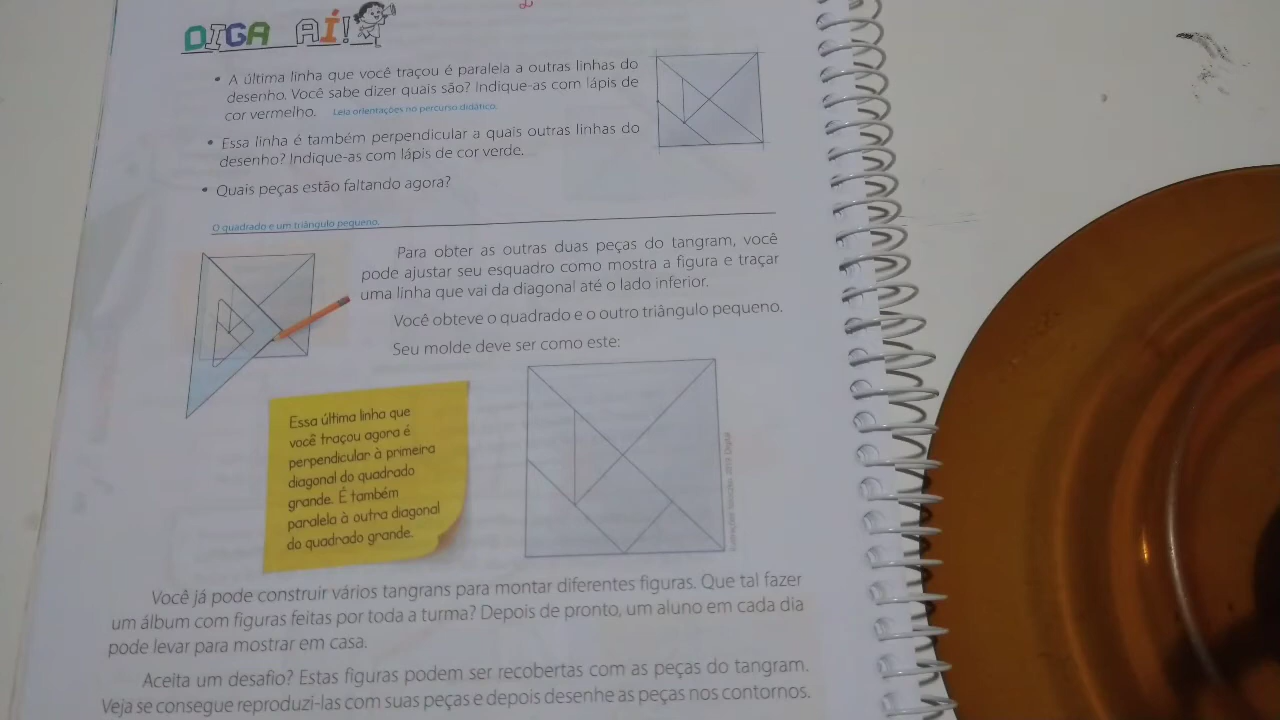 DIGA AÍ!
• A última linha que você traçou é paralela a outras linhas do
desenho. Você sabe dizer quais são? Indique-as com lápis de
cor vermelho. Leia orientações no percurso didático.
• Essa linha é também perpendicular a quais outras linhas do
desenho? Indique-as com lápis de cor verde.
• Quais peças estão faltando agora?
O quadrado e um triângulo pequeno.
Para obter as outras duas peças do tangram, você
pode ajustar seu esquadro como mostra a figura e traçar
uma linha que vai da diagonal até o lado inferior.
Você obteve o quadrado e o outro triângulo pequeno.
Seu molde deve ser como este:
Essa última linha que
você traçou agora é
perpendicular à primeira
diagonal do quadrado
grande. É também
paralela à outra diagonal
do quadrado grande.
Você já pode construir vários tangrans para montar diferentes figuras. Que tal fazer
um álbum com figuras feitas por toda a turma? Depois de pronto, um aluno em cada dia
pode levar para mostrar em casa.
Aceita um desafio? Estas figuras podem ser recobertas com as peças do tangram.
Veja se consegue reproduzi-las com suas peças e depois desenhe as peças nos contornos.